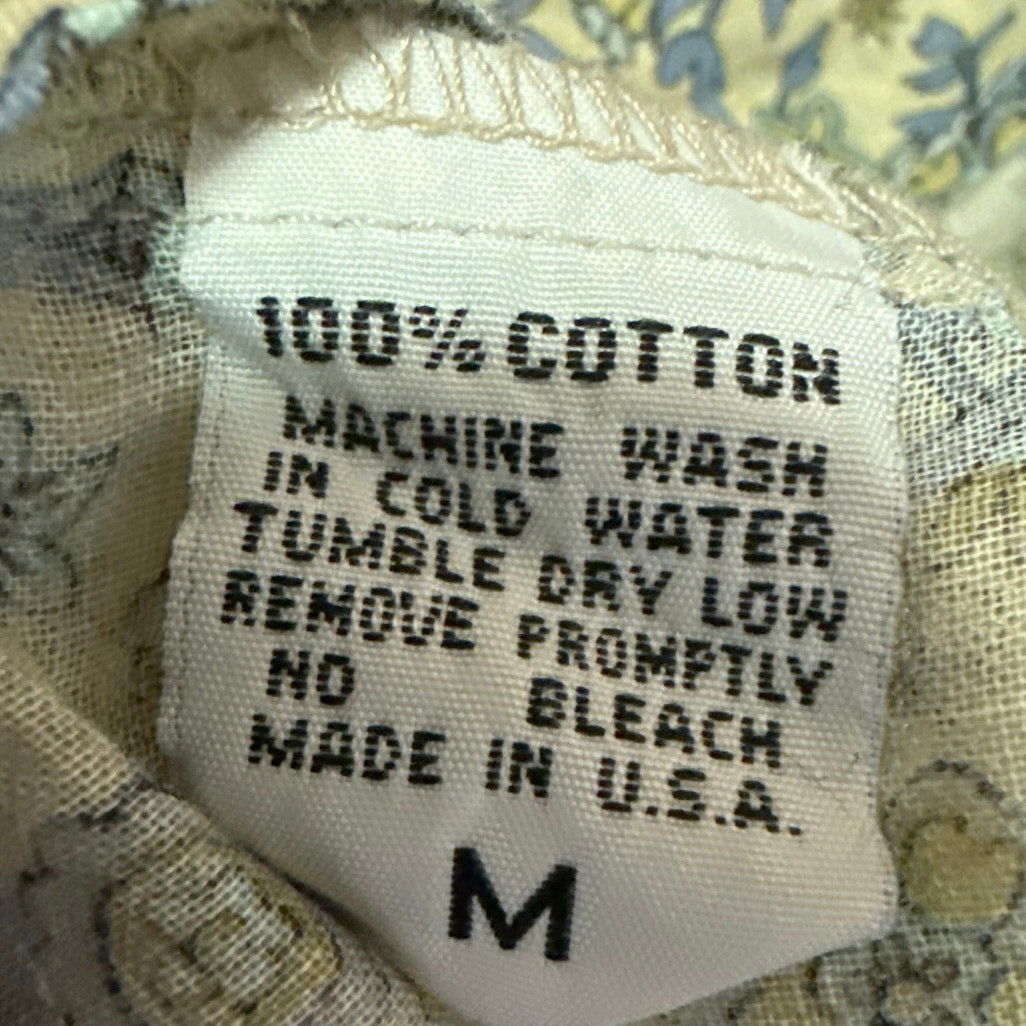 100% COTTON
MACHINE WASH
IN COLD WATER
TUMBLE DRY LOW
REMOVE PROMPTLY
NO BLEACH
MADE IN U.S.A.
M